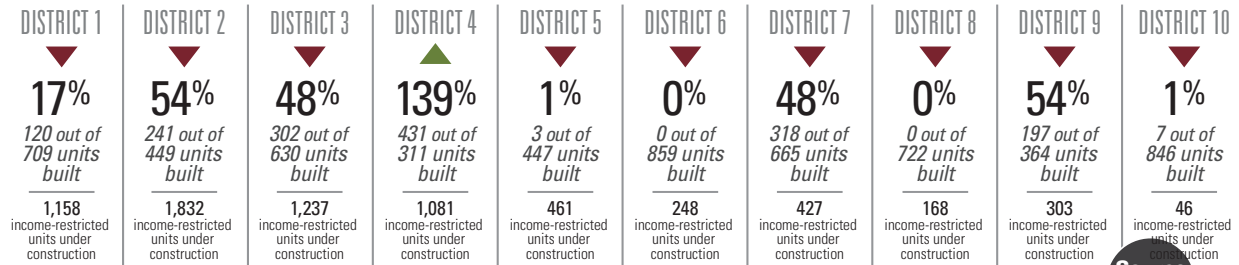 DISTRICT 1
17%
120 out of
709 units
built
1,158
income-restricted
units under
construction
DISTRICT 2
54%
241 out of
449 units
built
1,832
income-restricted
units under
construction
DISTRICT 3
48%
302 out of
630 units
built
1,237
income-restricted
units under
construction
DISTRICT 4
139%
431 out of
311 units
built
1,081
income-restricted
units under
construction
DISTRICT 5
1%
3 out of
447 units
built
461
income-restricted
units under
construction
DISTRICT 6
0%
0 out of
859 units
built
248
income-restricted
units under
construction
DISTRICT 7
48%
318 out of
665 units
built
427
income-restricted
units under
construction
DISTRICT 8
0%
0 out of
722 units
built
168
income-restricted
units under
construction
DISTRICT 9
54%
197 out of
364 units
built
303
income-restricted
units under
construction
DISTRICT 10
1%
7 out of
846 units
built
46
income-restricted
units under
construction